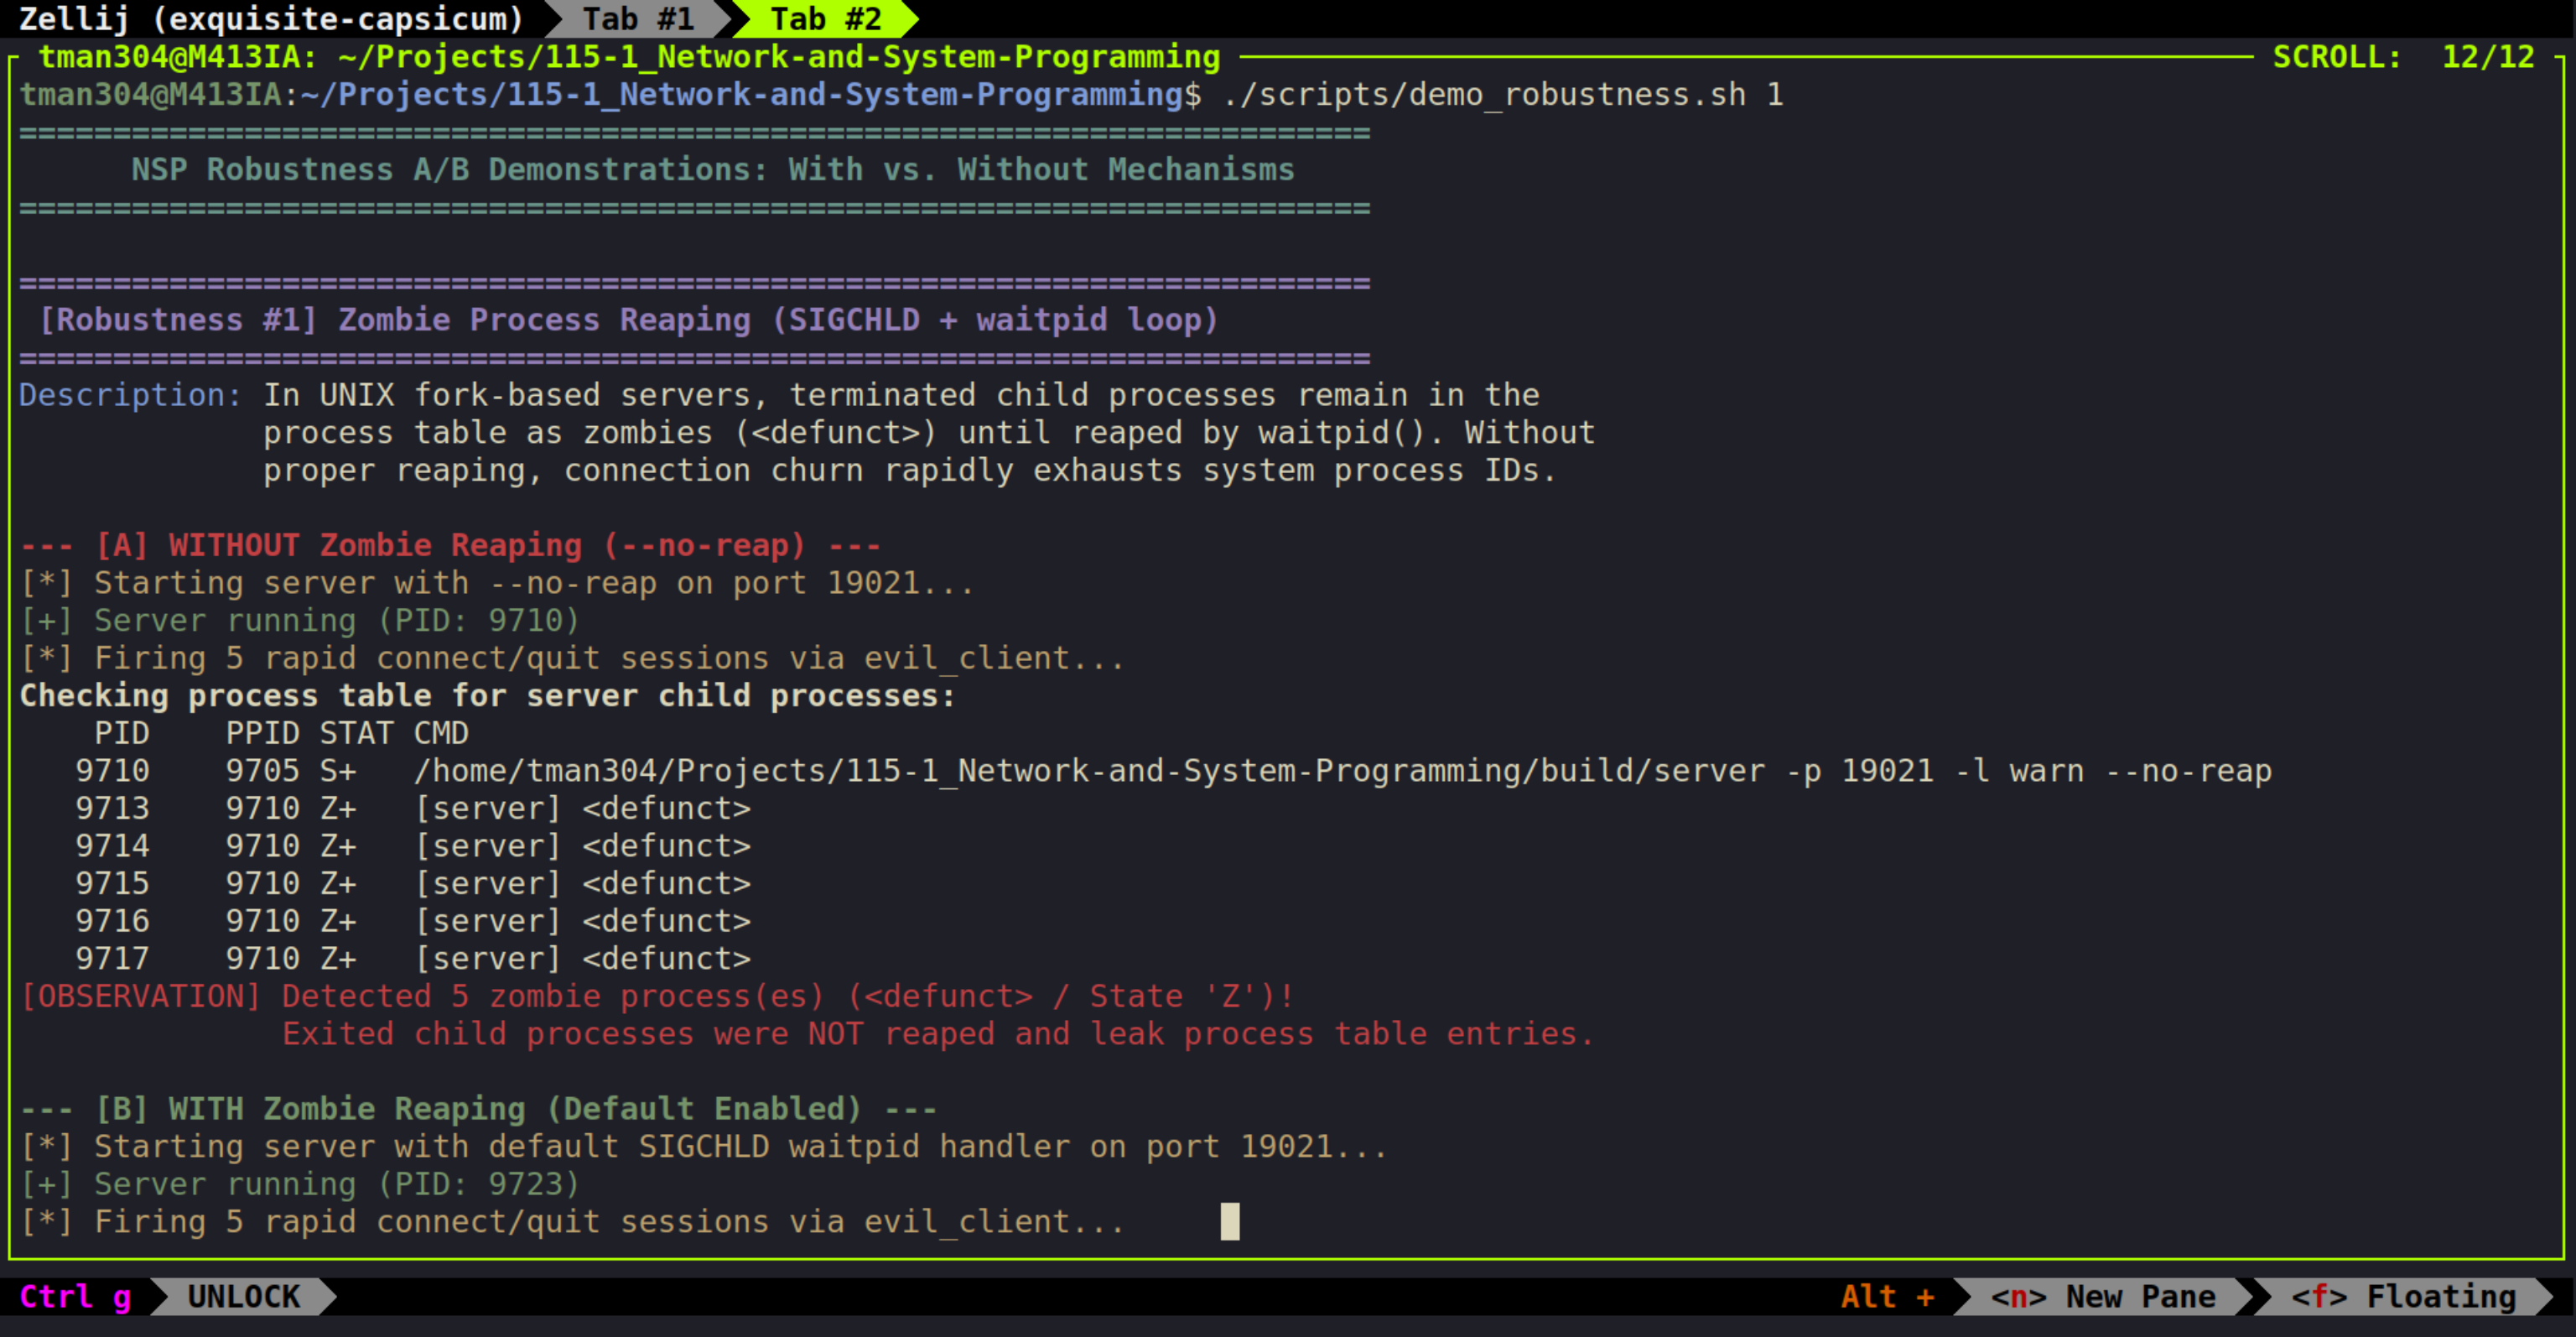 Zellij (exquisite-capsicum) Tab #1 Tab #2
tman304@M413IA: ~/Projects/115-1_Network-and-System-Programming SCROLL: 12/12
tman304@M413IA:~/Projects/115-1_Network-and-System-Programming$ ./scripts/demo_robustness.sh 1
========================================================================
NSP Robustness A/B Demonstrations: With vs. Without Mechanisms
========================================================================
========================================================================
[Robustness #1] Zombie Process Reaping (SIGCHLD + waitpid loop)
========================================================================
Description: In UNIX fork-based servers, terminated child processes remain in the
process table as zombies (<defunct>) until reaped by waitpid(). Without
proper reaping, connection churn rapidly exhausts system process IDs.
--- [A] WITHOUT Zombie Reaping (--no-reap) ---
[*] Starting server with --no-reap on port 19021...
[+] Server running (PID: 9710)
[*] Firing 5 rapid connect/quit sessions via evil_client...
Checking process table for server child processes:
PID PPID STAT CMD
9710 9705 S+ /home/tman304/Projects/115-1_Network-and-System-Programming/build/server -p 19021 -l warn --no-reap
9713 9710 Z+ [server] <defunct>
9714 9710 Z+ [server] <defunct>
9715 9710 Z+ [server] <defunct>
9716 9710 Z+ [server] <defunct>
9717 9710 Z+ [server] <defunct>
[OBSERVATION] Detected 5 zombie process(es) (<defunct> / State 'Z')!
Exited child processes were NOT reaped and leak process table entries.
--- [B] WITH Zombie Reaping (Default Enabled) ---
[*] Starting server with default SIGCHLD waitpid handler on port 19021...
[+] Server running (PID: 9723)
[*] Firing 5 rapid connect/quit sessions via evil_client...
Ctrl g UNLOCK Alt + <n> New Pane <f> Floating